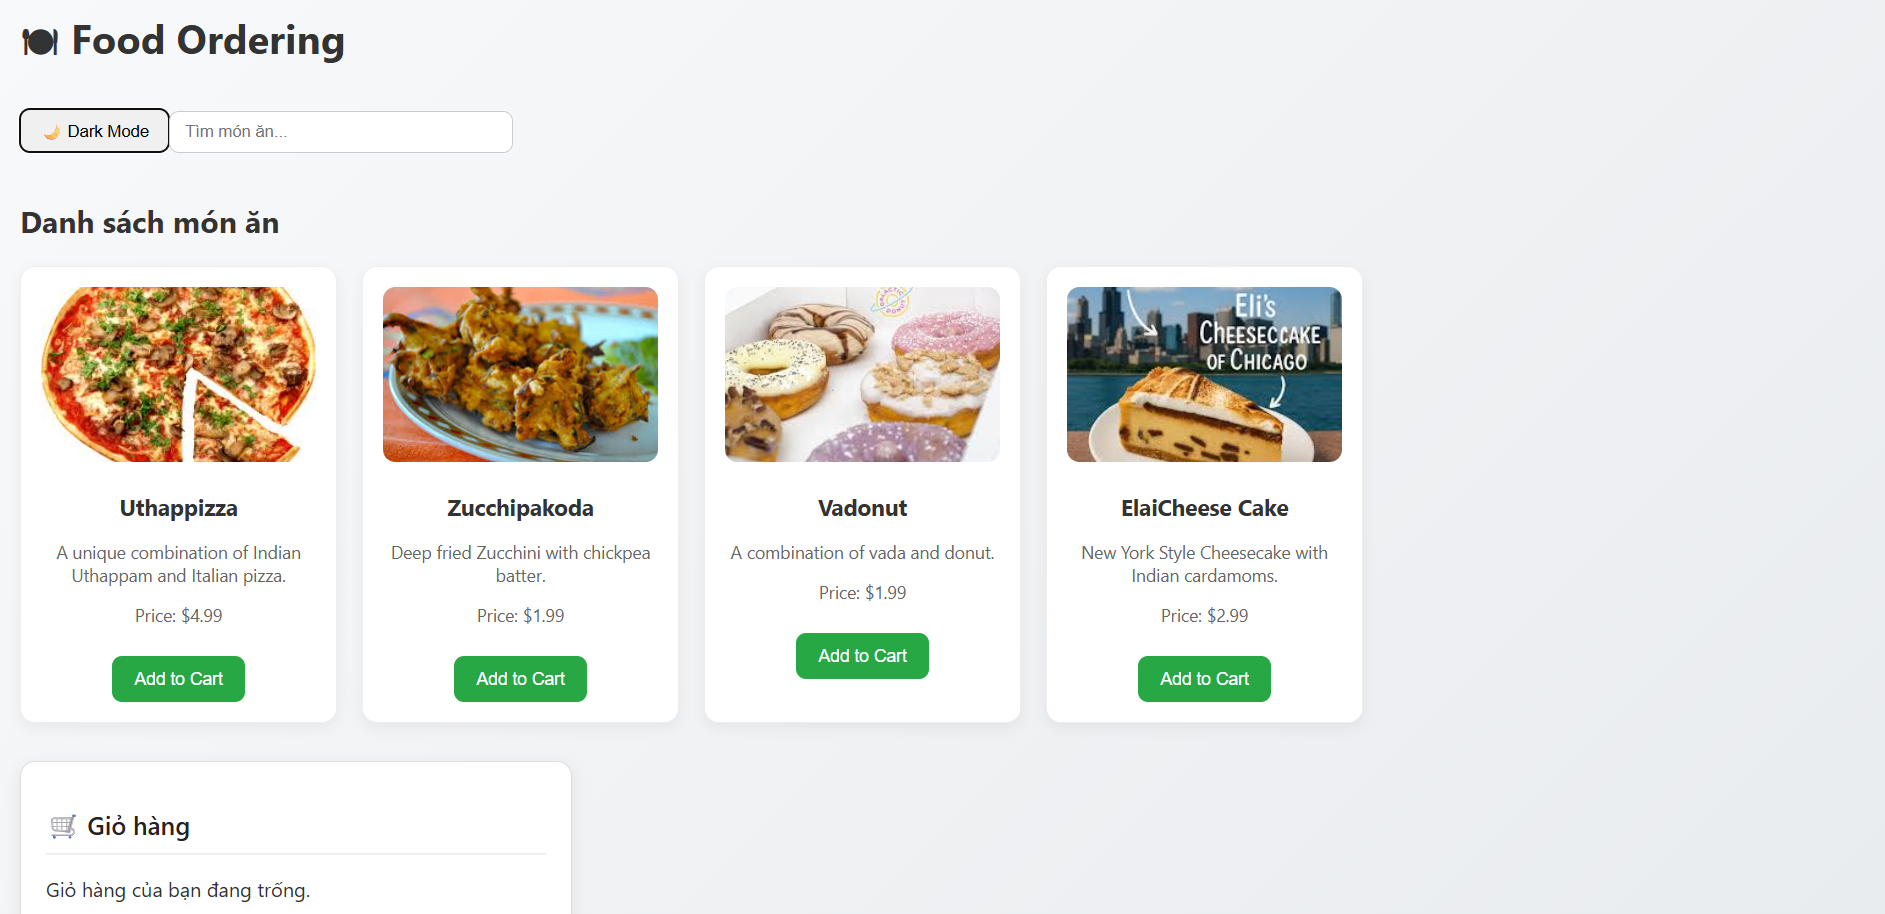 Food Ordering
Dark Mode
Tìm món ăn...
Danh sách món ăn
Eli's
CHEESECCAKE
OF CHICAGO
Uthappizza
A unique combination of Indian
Uthappam and Italian pizza.
Price: $4.99
Add to Cart
Zucchipakoda
Deep fried Zucchini with chickpea
batter.
Price: $1.99
Add to Cart
Vadonut
A combination of vada and donut.
Price: $1.99
Add to Cart
ElaiCheese Cake
New York Style Cheesecake with
Indian cardamoms.
Price: $2.99
Add to Cart
Giỏ hàng
Giỏ hàng của bạn đang trống.